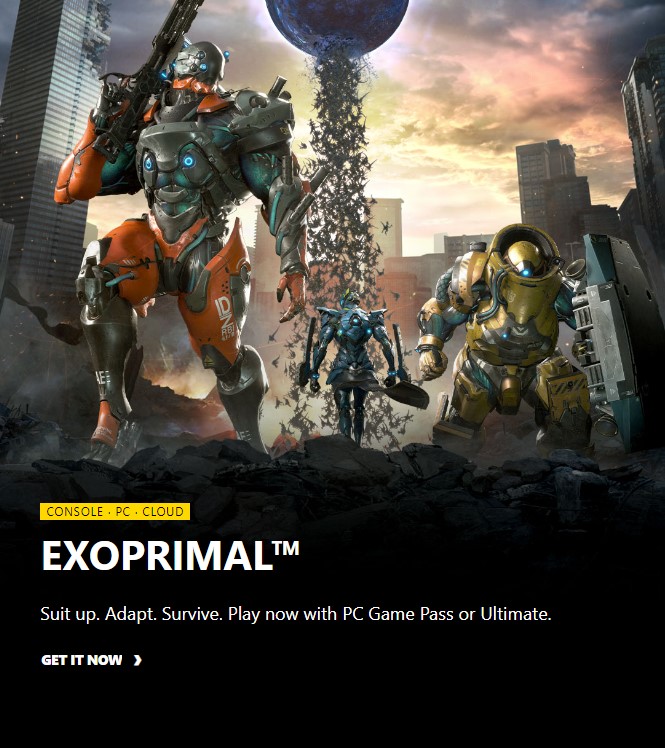 CONSOLE · PC · CLOUD
EXOPRIMAL™
Suit up. Adapt. Survive. Play now with PC Game Pass or Ultimate.
GET IT NOW ❯